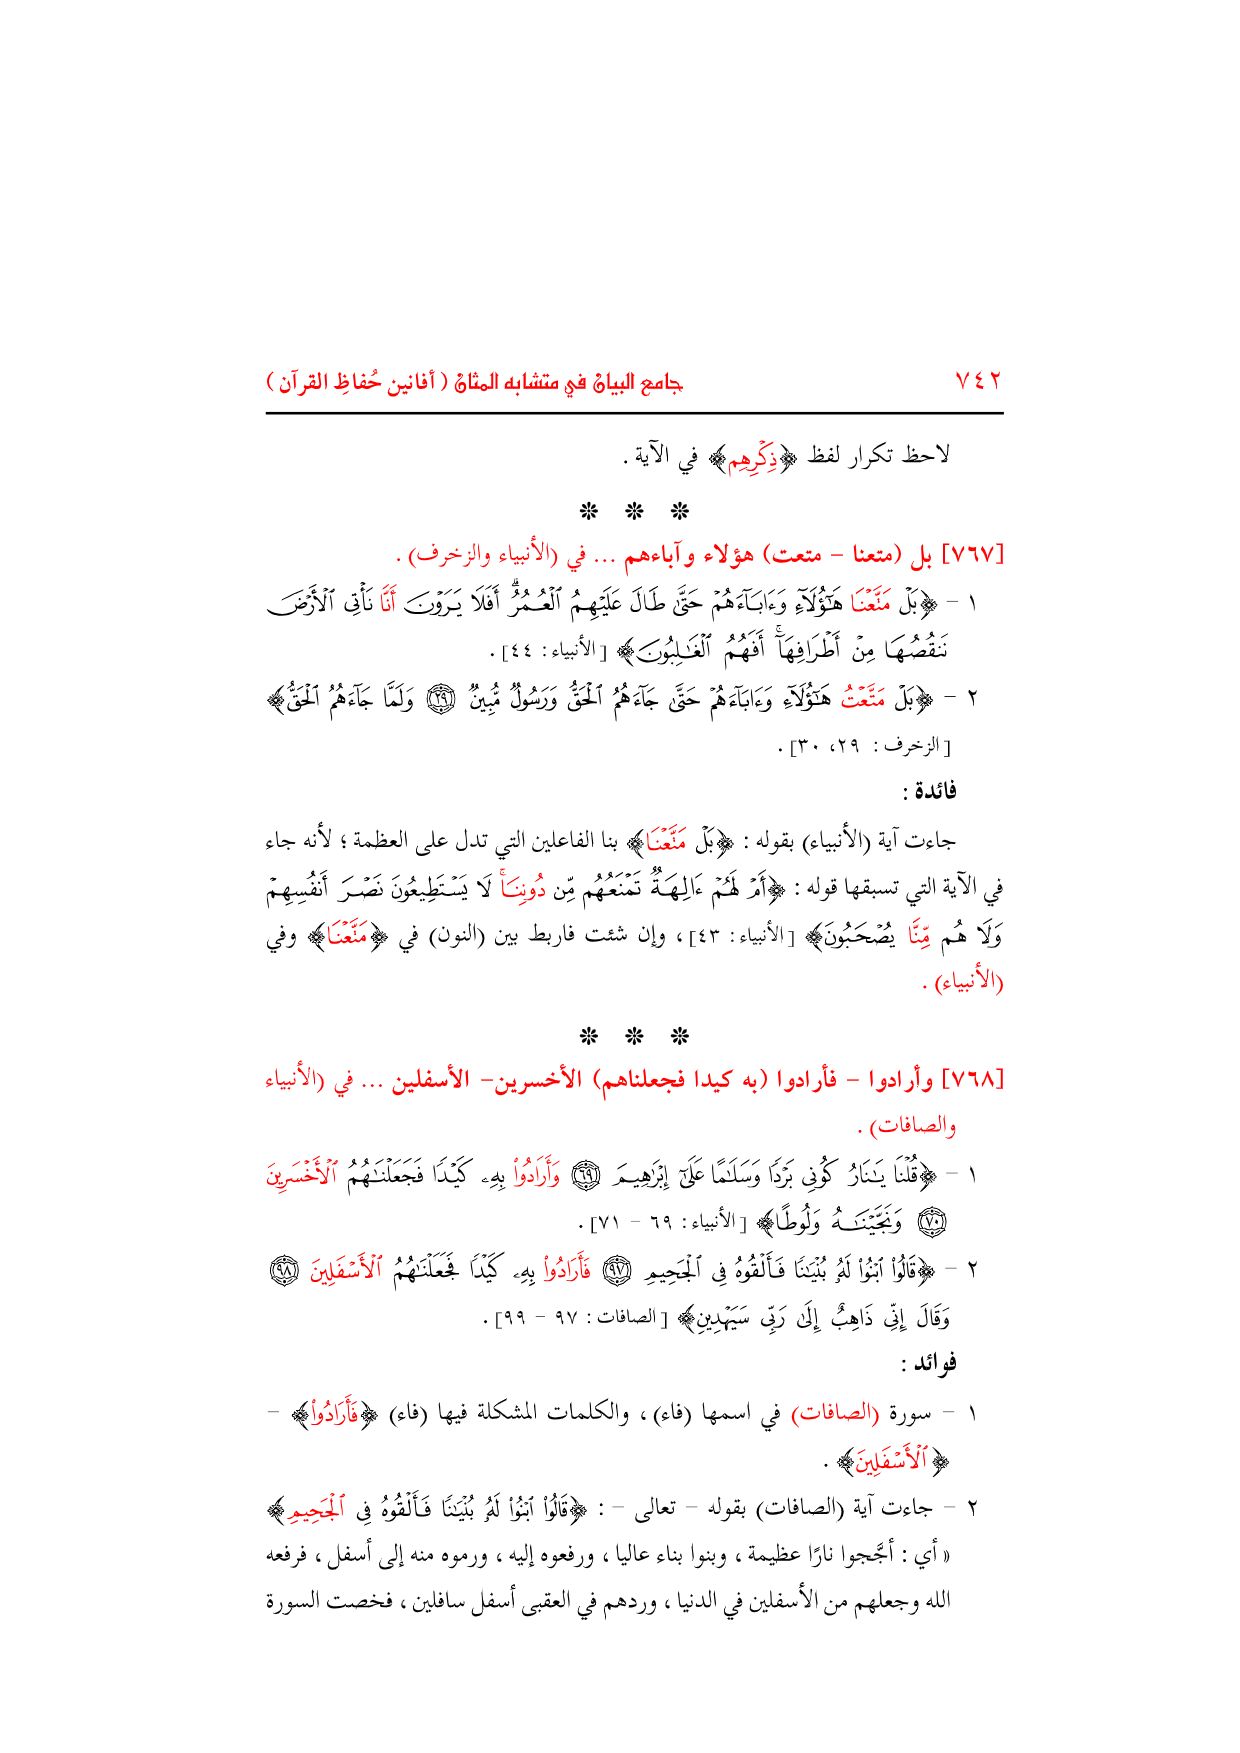 ٧٤٢ جامع البيان في متشابه المثان ( أفانين حُفاظِ القرآن )
لاحظ تكرار لفظ ﴿ذِكْرِهِم﴾ في الآية .
❊ ❊ ❊
[٧٦٧] بل (متعنا – متعت) هؤلاء وآباءهم ... في (الأنبياء والزخرف) .
١ – ﴿بَلْ مَتَّعْنَا هَٰٓؤُلَآءِ وَءَابَآءَهُمْ حَتَّىٰ طَالَ عَلَيْهِمُ ٱلْعُمُرُ ۗ أَفَلَا يَرَوْنَ أَنَّا نَأْتِى ٱلْأَرْضَ
نَنقُصُهَا مِنْ أَطْرَافِهَآ ۚ أَفَهُمُ ٱلْغَٰلِبُونَ﴾ [الأنبياء: ٤٤] .
٢ – ﴿بَلْ مَتَّعْتُ هَٰٓؤُلَآءِ وَءَابَآءَهُمْ حَتَّىٰ جَآءَهُمُ ٱلْحَقُّ وَرَسُولٌ مُّبِينٌ ٢٩ وَلَمَّا جَآءَهُمُ ٱلْحَقُّ﴾
[الزخرف : ٢٩، ٣٠] .
فائدة :
جاءت آية (الأنبياء) بقوله : ﴿بَلْ مَتَّعْنَا﴾ بنا الفاعلين التي تدل على العظمة ؛ لأنه جاء
في الآية التي تسبقها قوله : ﴿أَمْ لَهُمْ ءَالِهَةٌ تَمْنَعُهُم مِّن دُونِنَا ۚ لَا يَسْتَطِيعُونَ نَصْرَ أَنفُسِهِمْ
وَلَا هُم مِّنَّا يُصْحَبُونَ﴾ [الأنبياء: ٤٣] ، وإن شئت فاربط بين (النون) في ﴿مَتَّعْنَا﴾ وفي
(الأنبياء) .
❊ ❊ ❊
[٧٦٨] وأرادوا – فأرادوا (به كيدا فجعلناهم) الأخسرين– الأسفلين ... في (الأنبياء
والصافات) .
١ – ﴿قُلْنَا يَٰنَارُ كُونِى بَرْدًا وَسَلَٰمًا عَلَىٰٓ إِبْرَٰهِيمَ ٦٩ وَأَرَادُوا۟ بِهِۦ كَيْدًا فَجَعَلْنَٰهُمُ ٱلْأَخْسَرِينَ
٧٠ وَنَجَّيْنَٰهُ وَلُوطًا﴾ [الأنبياء: ٦٩ – ٧١] .
٢ – ﴿قَالُوا۟ ٱبْنُوا۟ لَهُۥ بُنْيَٰنًا فَأَلْقُوهُ فِى ٱلْجَحِيمِ ٩٧ فَأَرَادُوا۟ بِهِۦ كَيْدًا فَجَعَلْنَٰهُمُ ٱلْأَسْفَلِينَ ٩٨
وَقَالَ إِنِّى ذَاهِبٌ إِلَىٰ رَبِّى سَيَهْدِينِ﴾ [الصافات : ٩٧ – ٩٩] .
فوائد :
١ – سورة (الصافات) في اسمها (فاء) ، والكلمات المشكلة فيها (فاء) ﴿فَأَرَادُوا۟﴾ –
﴿ٱلْأَسْفَلِينَ﴾ .
٢ – جاءت آية (الصافات) بقوله – تعالى – : ﴿قَالُوا۟ ٱبْنُوا۟ لَهُۥ بُنْيَٰنًا فَأَلْقُوهُ فِى ٱلْجَحِيمِ﴾
« أي : أجَّجوا نارًا عظيمة ، وبنوا بناء عاليا ، ورفعوه إليه ، ورموه منه إلى أسفل ، فرفعه
الله وجعلهم من الأسفلين في الدنيا ، وردهم في العقبى أسفل سافلين ، فخصت السورة